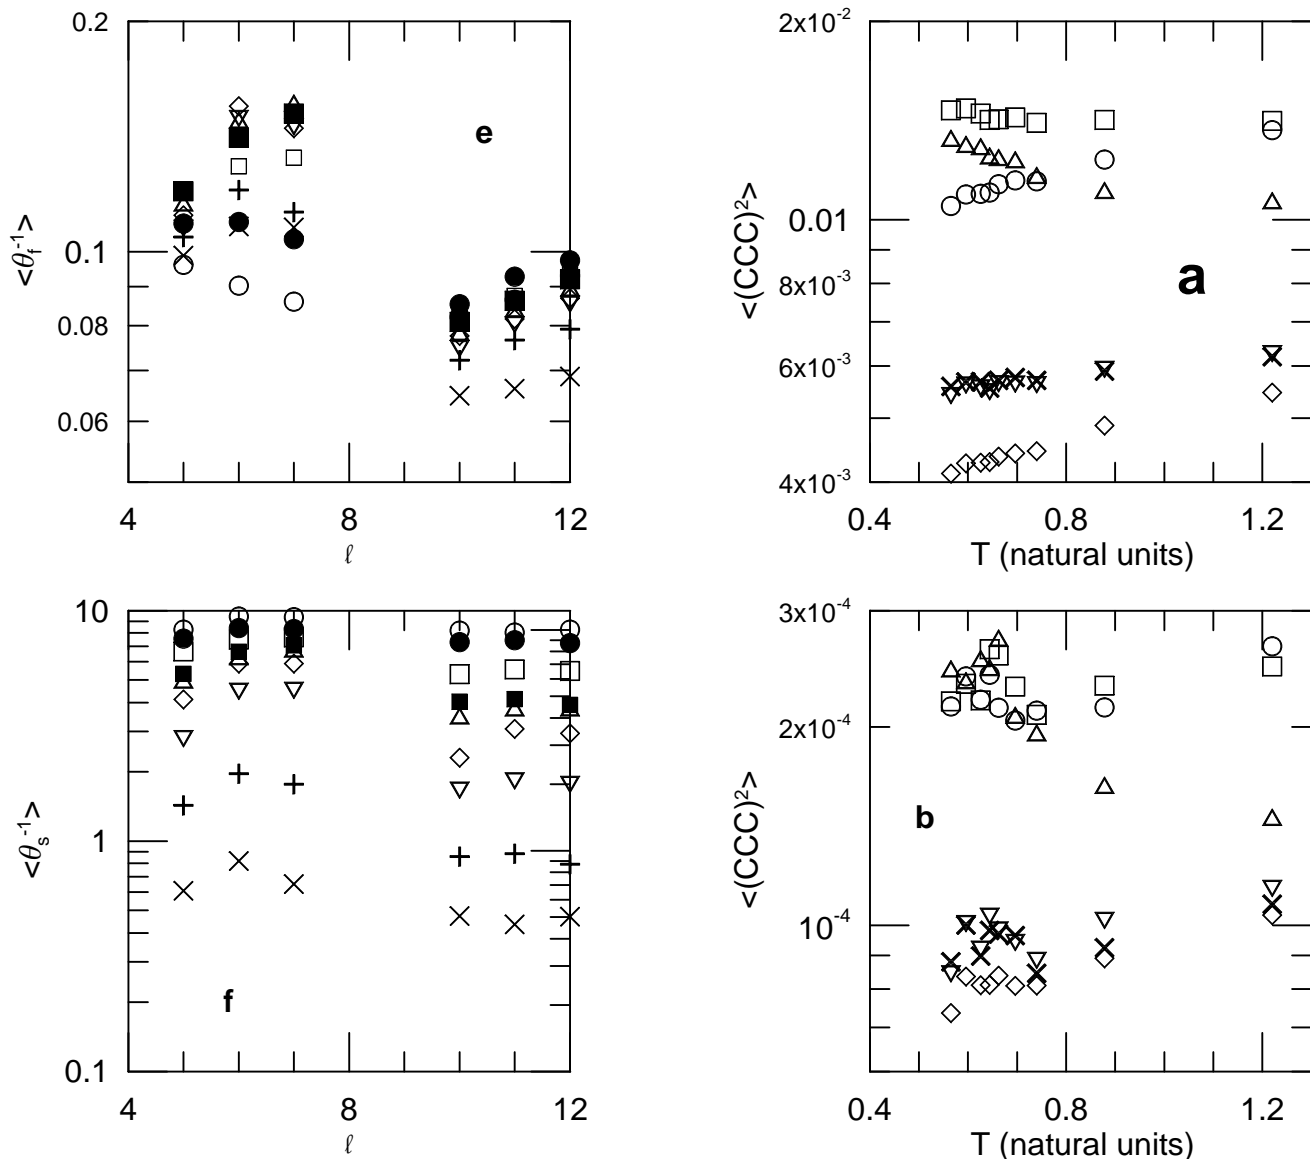 0.2
0.1
0.08
0.06
<θf-1>
e
4
8
12
ℓ
2x10-2
0.01
8x10-3
6x10-3
4x10-3
<(CCC)2>
a
0.4
0.8
1.2
T (natural units)
10
1
0.1
<θs-1>
f
4
8
12
ℓ
3x10-4
2x10-4
10-4
<(CCC)2>
b
0.4
0.8
1.2
T (natural units)